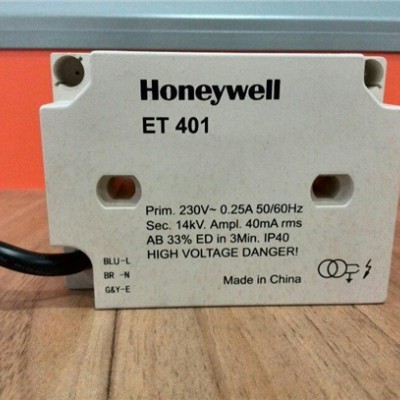 Honeywell
ET 401
Prim. 230V~ 0.25A 50/60Hz
Sec. 14kV. Ampl. 40mA rms
AB 33% ED in 3Min. IP40
HIGH VOLTAGE DANGER!
BLU-L
BR -N
G&Y-E
Made in China